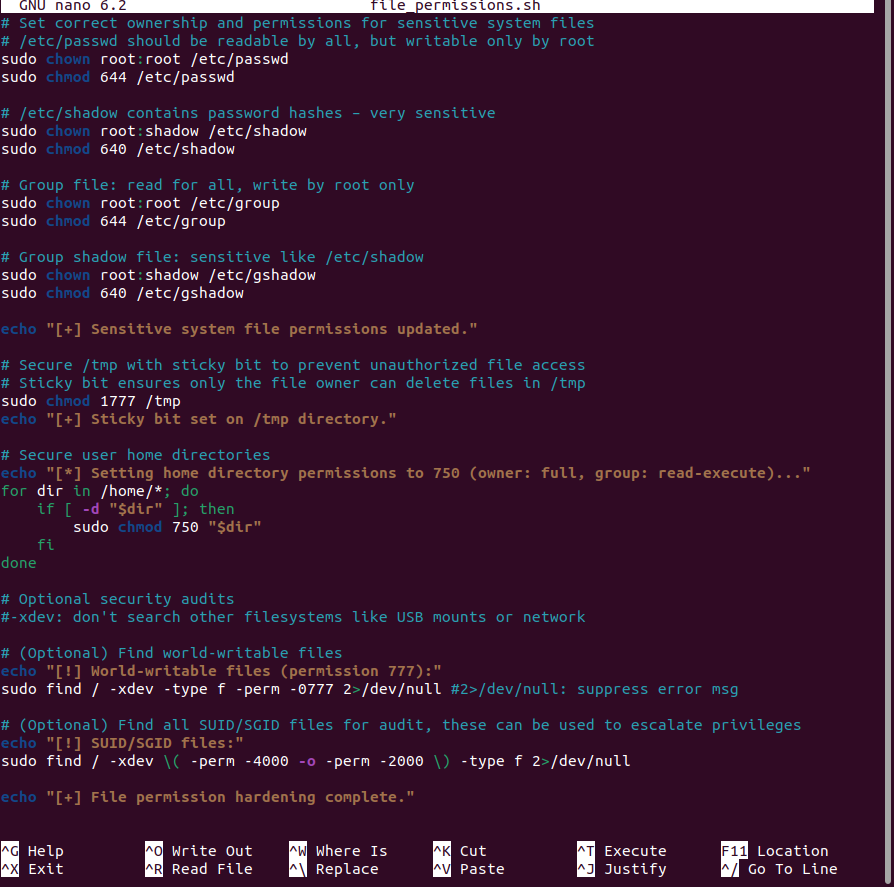 GNU nano 6.2 file_permissions.sh
# Set correct ownership and permissions for sensitive system files
# /etc/passwd should be readable by all, but writable only by root
sudo chown root:root /etc/passwd
sudo chmod 644 /etc/passwd
# /etc/shadow contains password hashes – very sensitive
sudo chown root:shadow /etc/shadow
sudo chmod 640 /etc/shadow
# Group file: read for all, write by root only
sudo chown root:root /etc/group
sudo chmod 644 /etc/group
# Group shadow file: sensitive like /etc/shadow
sudo chown root:shadow /etc/gshadow
sudo chmod 640 /etc/gshadow
echo "[+] Sensitive system file permissions updated."
# Secure /tmp with sticky bit to prevent unauthorized file access
# Sticky bit ensures only the file owner can delete files in /tmp
sudo chmod 1777 /tmp
echo "[+] Sticky bit set on /tmp directory."
# Secure user home directories
echo "[*] Setting home directory permissions to 750 (owner: full, group: read-execute)..."
for dir in /home/*; do
    if [ -d "$dir" ]; then
        sudo chmod 750 "$dir"
    fi
done
# Optional security audits
#-xdev: don't search other filesystems like USB mounts or network
# (Optional) Find world-writable files
echo "[!] World-writable files (permission 777):"
sudo find / -xdev -type f -perm -0777 2>/dev/null #2>/dev/null: suppress error msg
# (Optional) Find all SUID/SGID files for audit, these can be used to escalate privileges
echo "[!] SUID/SGID files:"
sudo find / -xdev \( -perm -4000 -o -perm -2000 \) -type f 2>/dev/null
echo "[+] File permission hardening complete."
^G Help ^O Write Out ^W Where Is ^K Cut ^T Execute F11 Location
^X Exit ^R Read File ^\ Replace ^V Paste ^J Justify ^/ Go To Line